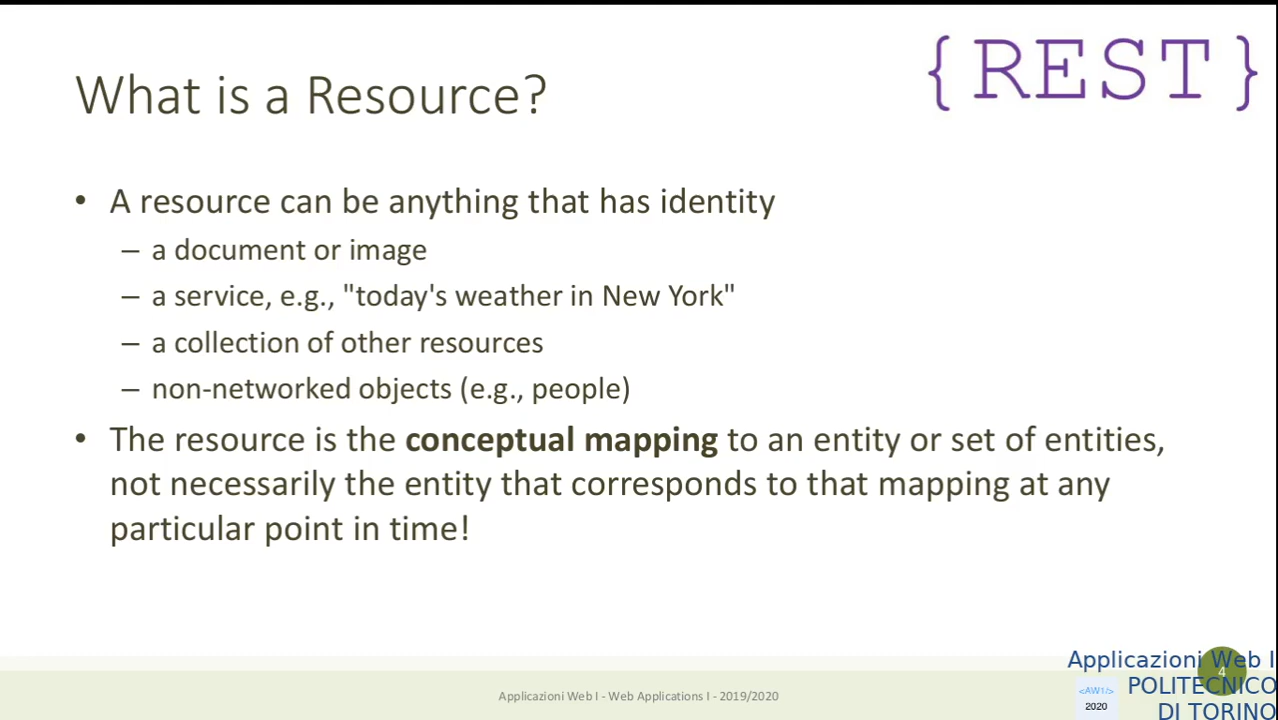 {REST}
What is a Resource?
• A resource can be anything that has identity
– a document or image
– a service, e.g., "today's weather in New York"
– a collection of other resources
– non-networked objects (e.g., people)
• The resource is the conceptual mapping to an entity or set of entities,
not necessarily the entity that corresponds to that mapping at any
particular point in time!
Applicazioni Web I - Web Applications I - 2019/2020
4
Applicazioni Web I
POLITECNICO
DI TORINO
<AW1/>
2020